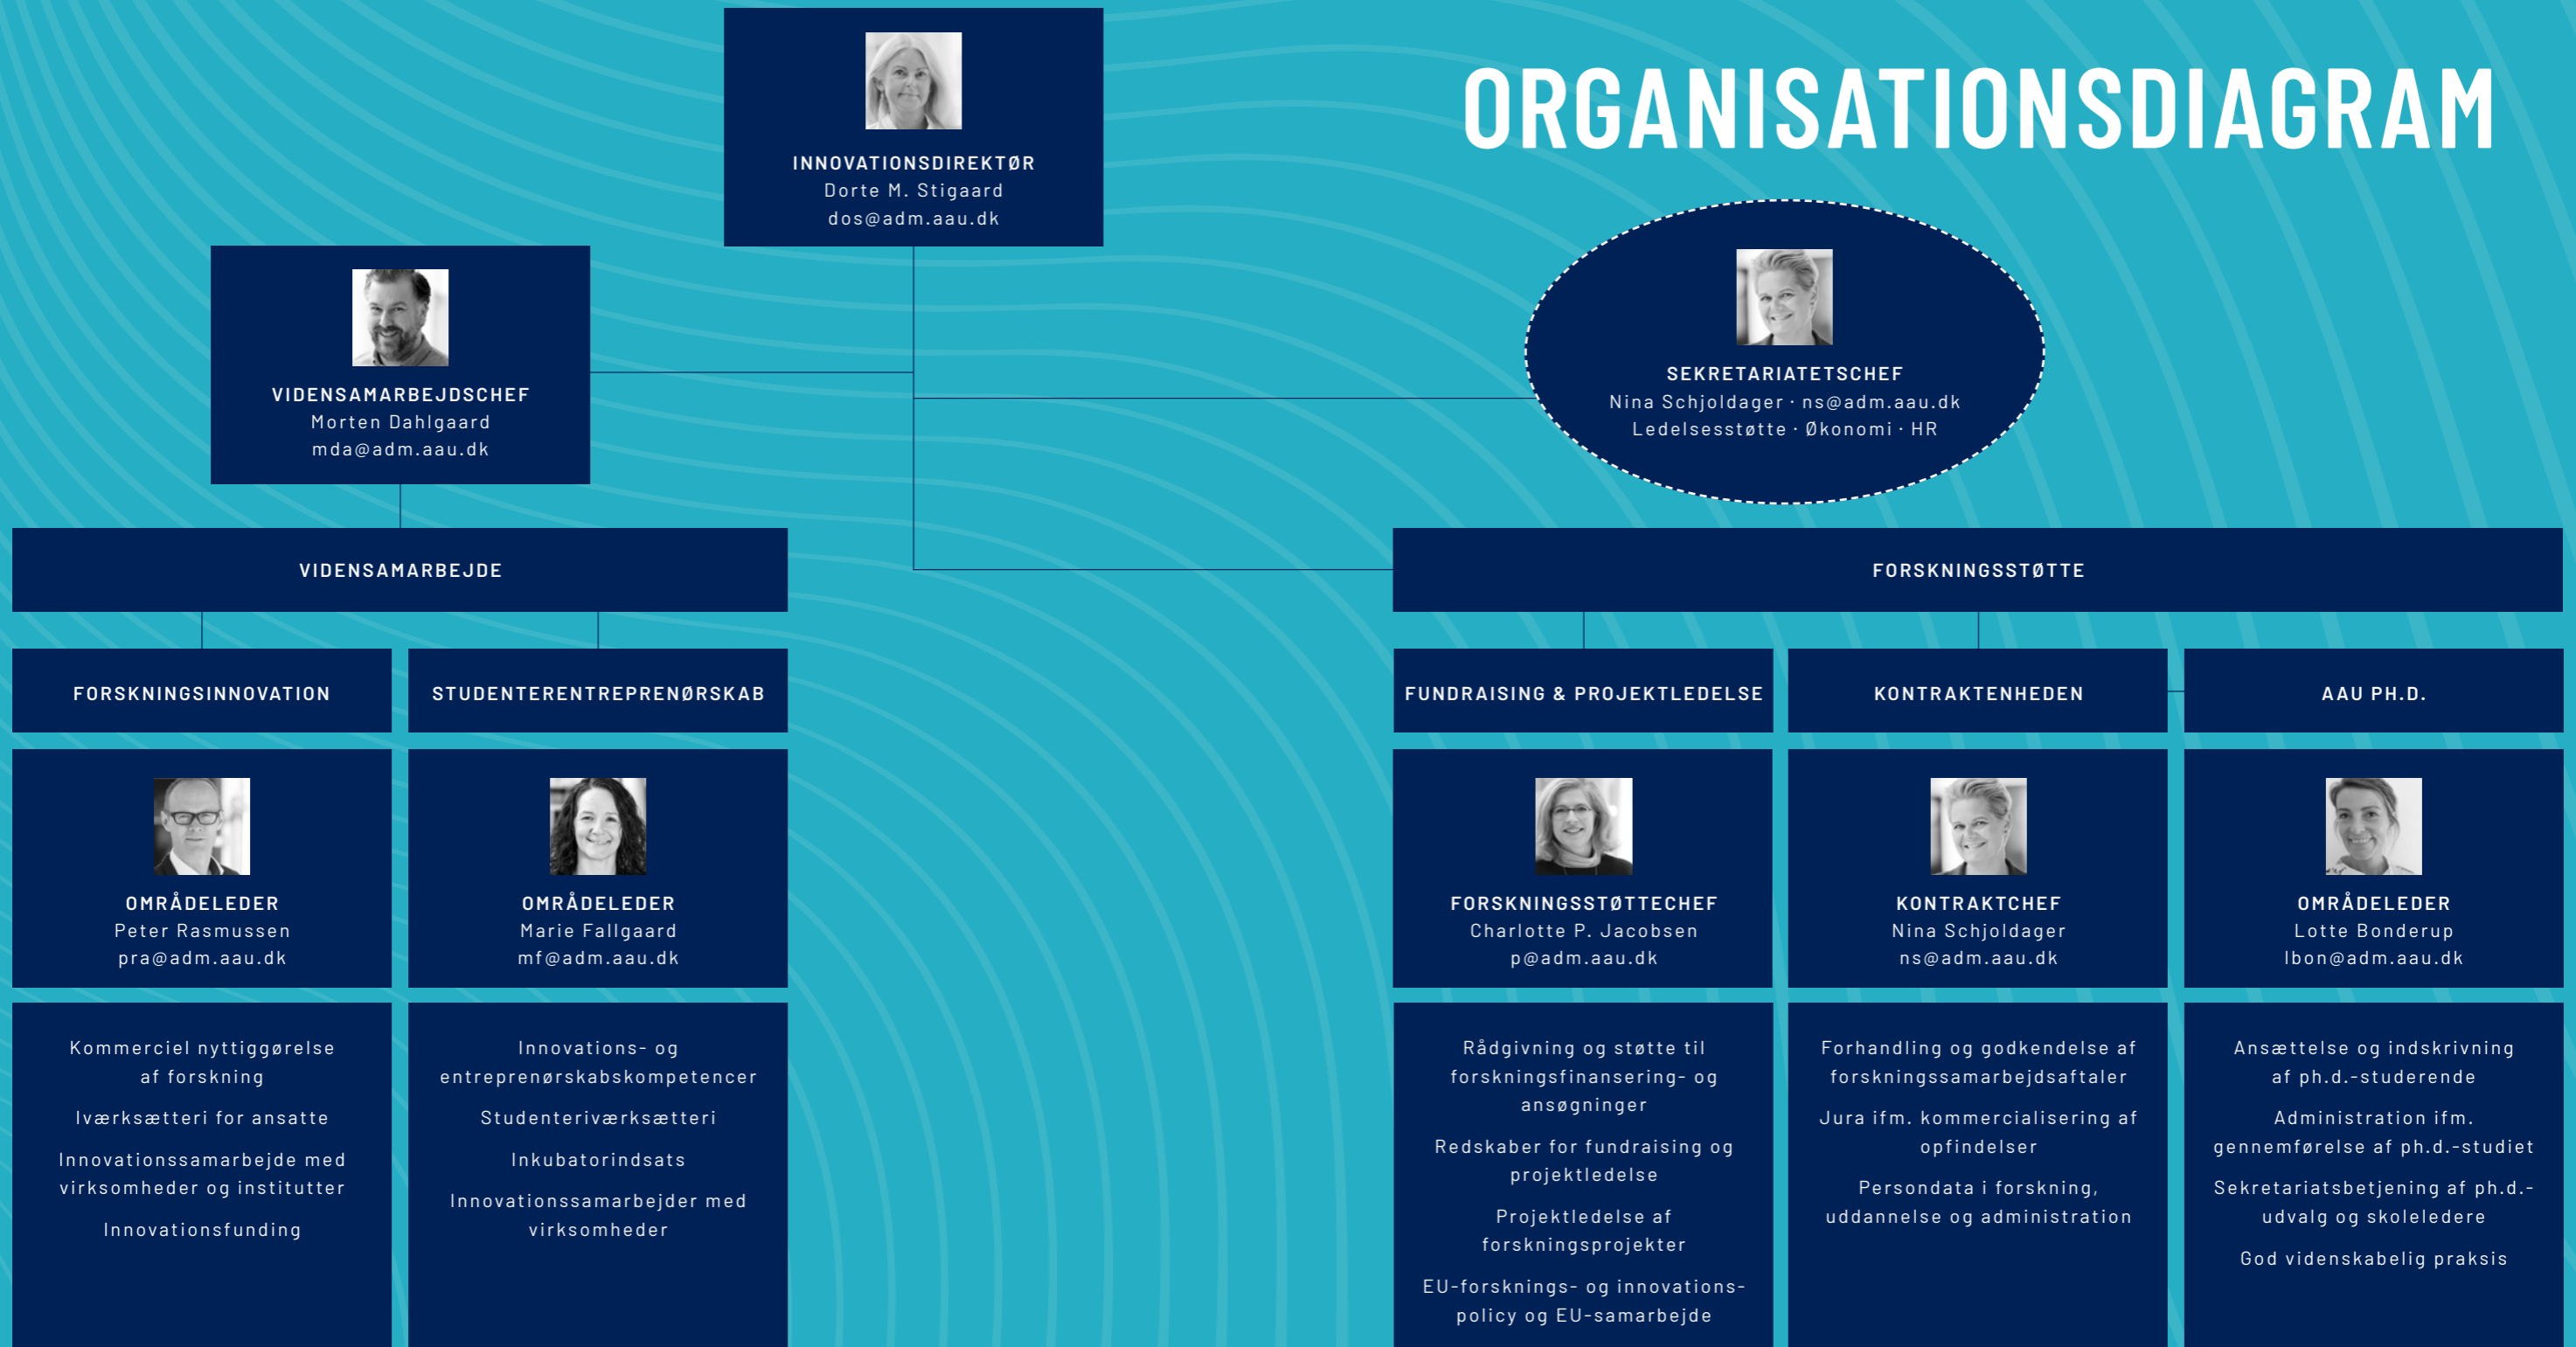 ORGANISATIONSDIAGRAM
INNOVATIONSDIREKTØR
Dorte M. Stigaard
dos@adm.aau.dk
VIDENSAMARBEJDSCHEF
Morten Dahlgaard
mda@adm.aau.dk
SEKRETARIATETSCHEF
Nina Schjoldager · ns@adm.aau.dk
Ledelsesstøtte · Økonomi · HR
VIDENSAMARBEJDE
FORSKNINGSINNOVATION
OMRÅDELEDER
Peter Rasmussen
pra@adm.aau.dk
Kommerciel nyttiggørelse
af forskning
Iværksætteri for ansatte
Innovationssamarbejde med
virksomheder og institutter
Innovationsfunding
STUDENTERENTREPRENØRSKAB
OMRÅDELEDER
Marie Fallgaard
mf@adm.aau.dk
Innovations- og
entreprenørskabskompetencer
Studenteriværksætteri
Inkubatorindsats
Innovationssamarbejder med
virksomheder
FORSKNINGSSTØTTE
FUNDRAISING & PROJEKTLEDELSE
FORSKNINGSSTØTTECHEF
Charlotte P. Jacobsen
p@adm.aau.dk
Rådgivning og støtte til
forskningsfinansering- og
ansøgninger
Redskaber for fundraising og
projektledelse
Projektledelse af
forskningsprojekter
EU-forsknings- og innovations-
policy og EU-samarbejde
KONTRAKTENHEDEN
KONTRAKTCHEF
Nina Schjoldager
ns@adm.aau.dk
Forhandling og godkendelse af
forskningssamarbejdsaftaler
Jura ifm. kommercialisering af
opfindelser
Persondata i forskning,
uddannelse og administration
AAU PH.D.
OMRÅDELEDER
Lotte Bonderup
lbon@adm.aau.dk
Ansættelse og indskrivning
af ph.d.-studerende
Administration ifm.
gennemførelse af ph.d.-studiet
Sekretariatsbetjening af ph.d.-
udvalg og skoleledere
God videnskabelig praksis